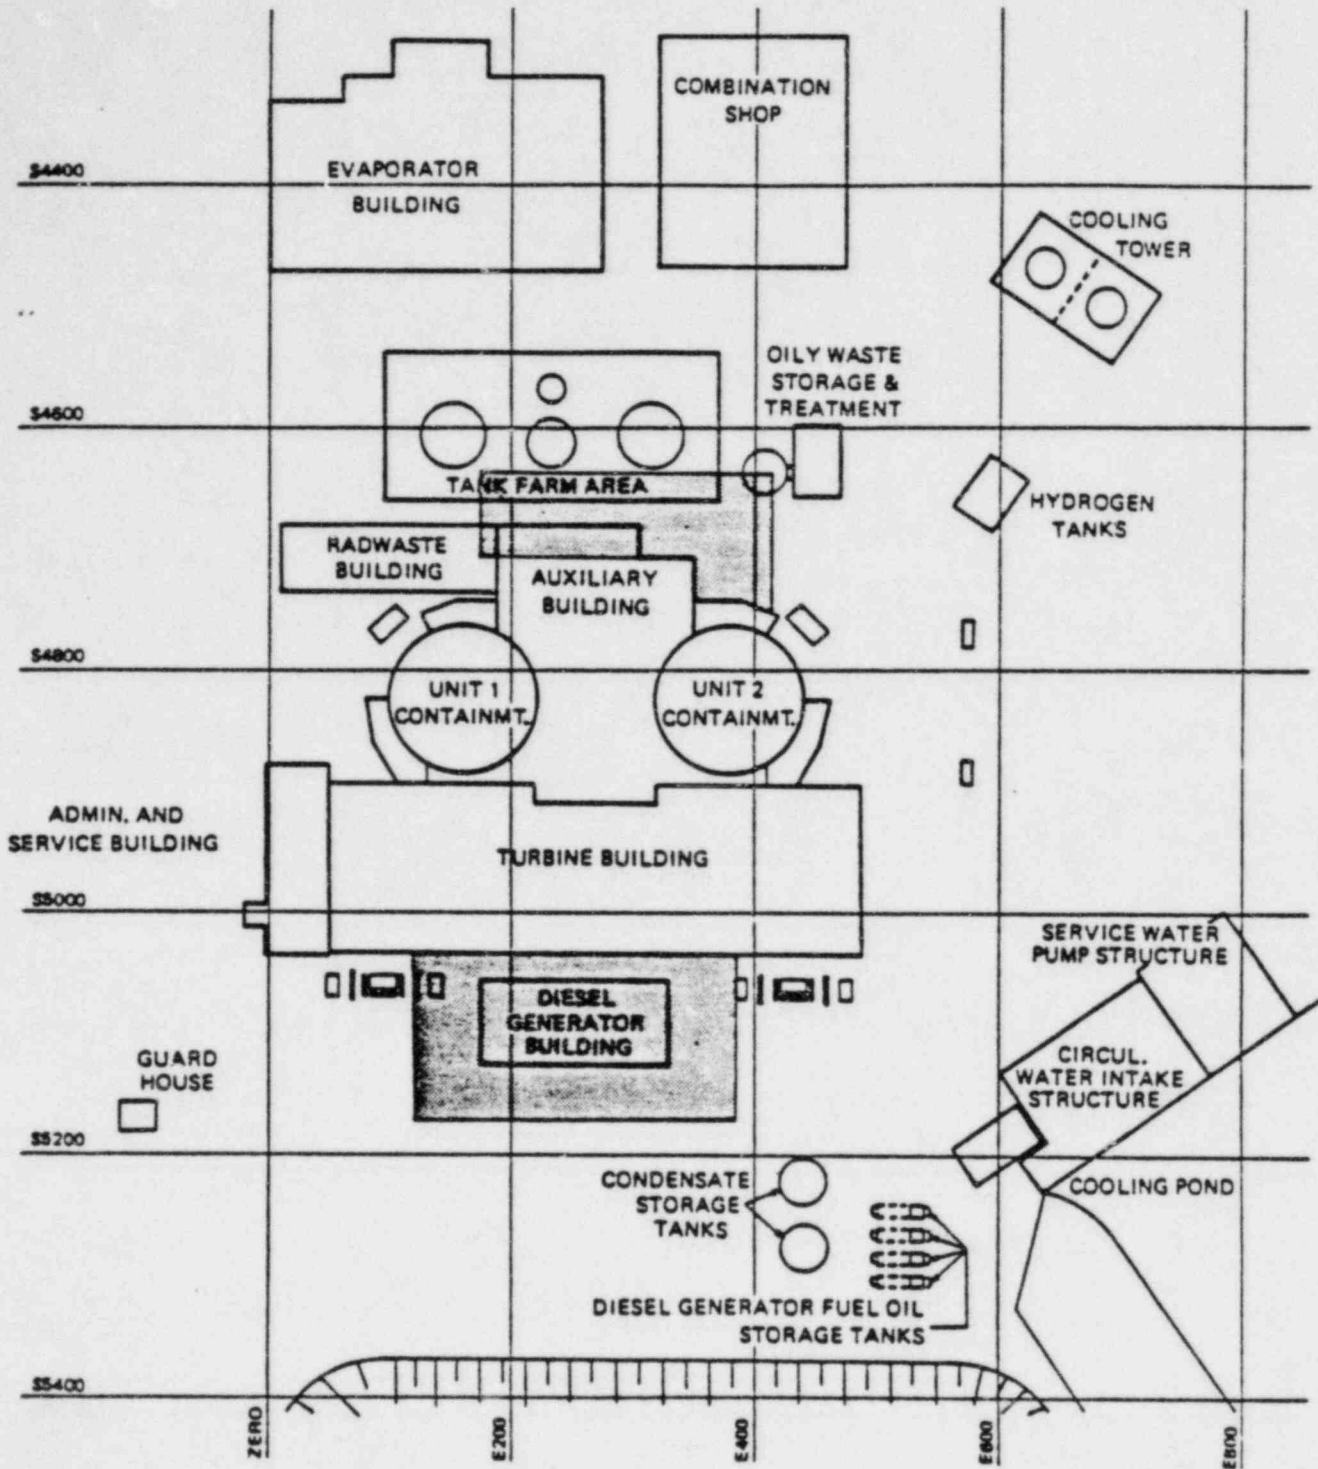 COMBINATION
SHOP
EVAPORATOR
BUILDING
S4400
COOLING
TOWER
OILY WASTE
STORAGE &
TREATMENT
S4600
TANK FARM AREA
HYDROGEN
TANKS
RADWASTE
BUILDING
AUXILIARY
BUILDING
S4800
UNIT 1
CONTAINMT.
UNIT 2
CONTAINMT.
ADMIN. AND
SERVICE BUILDING
TURBINE BUILDING
S5000
SERVICE WATER
PUMP STRUCTURE
DIESEL
GENERATOR
BUILDING
GUARD
HOUSE
CIRCUL.
WATER INTAKE
STRUCTURE
S5200
CONDENSATE
STORAGE
TANKS
COOLING POND
DIESEL GENERATOR FUEL OIL
STORAGE TANKS
S5400
ZERO
E200
E400
E600
E800